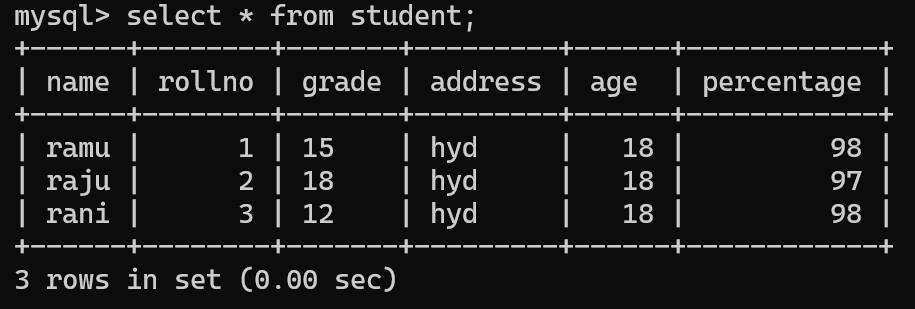 mysql> select * from student;
+------+--------+-------+---------+------+------------+
| name | rollno | grade | address | age  | percentage |
+------+--------+-------+---------+------+------------+
| ramu |      1 | 15    | hyd     |   18 |         98 |
| raju |      2 | 18    | hyd     |   18 |         97 |
| rani |      3 | 12    | hyd     |   18 |         98 |
+------+--------+-------+---------+------+------------+
3 rows in set (0.00 sec)